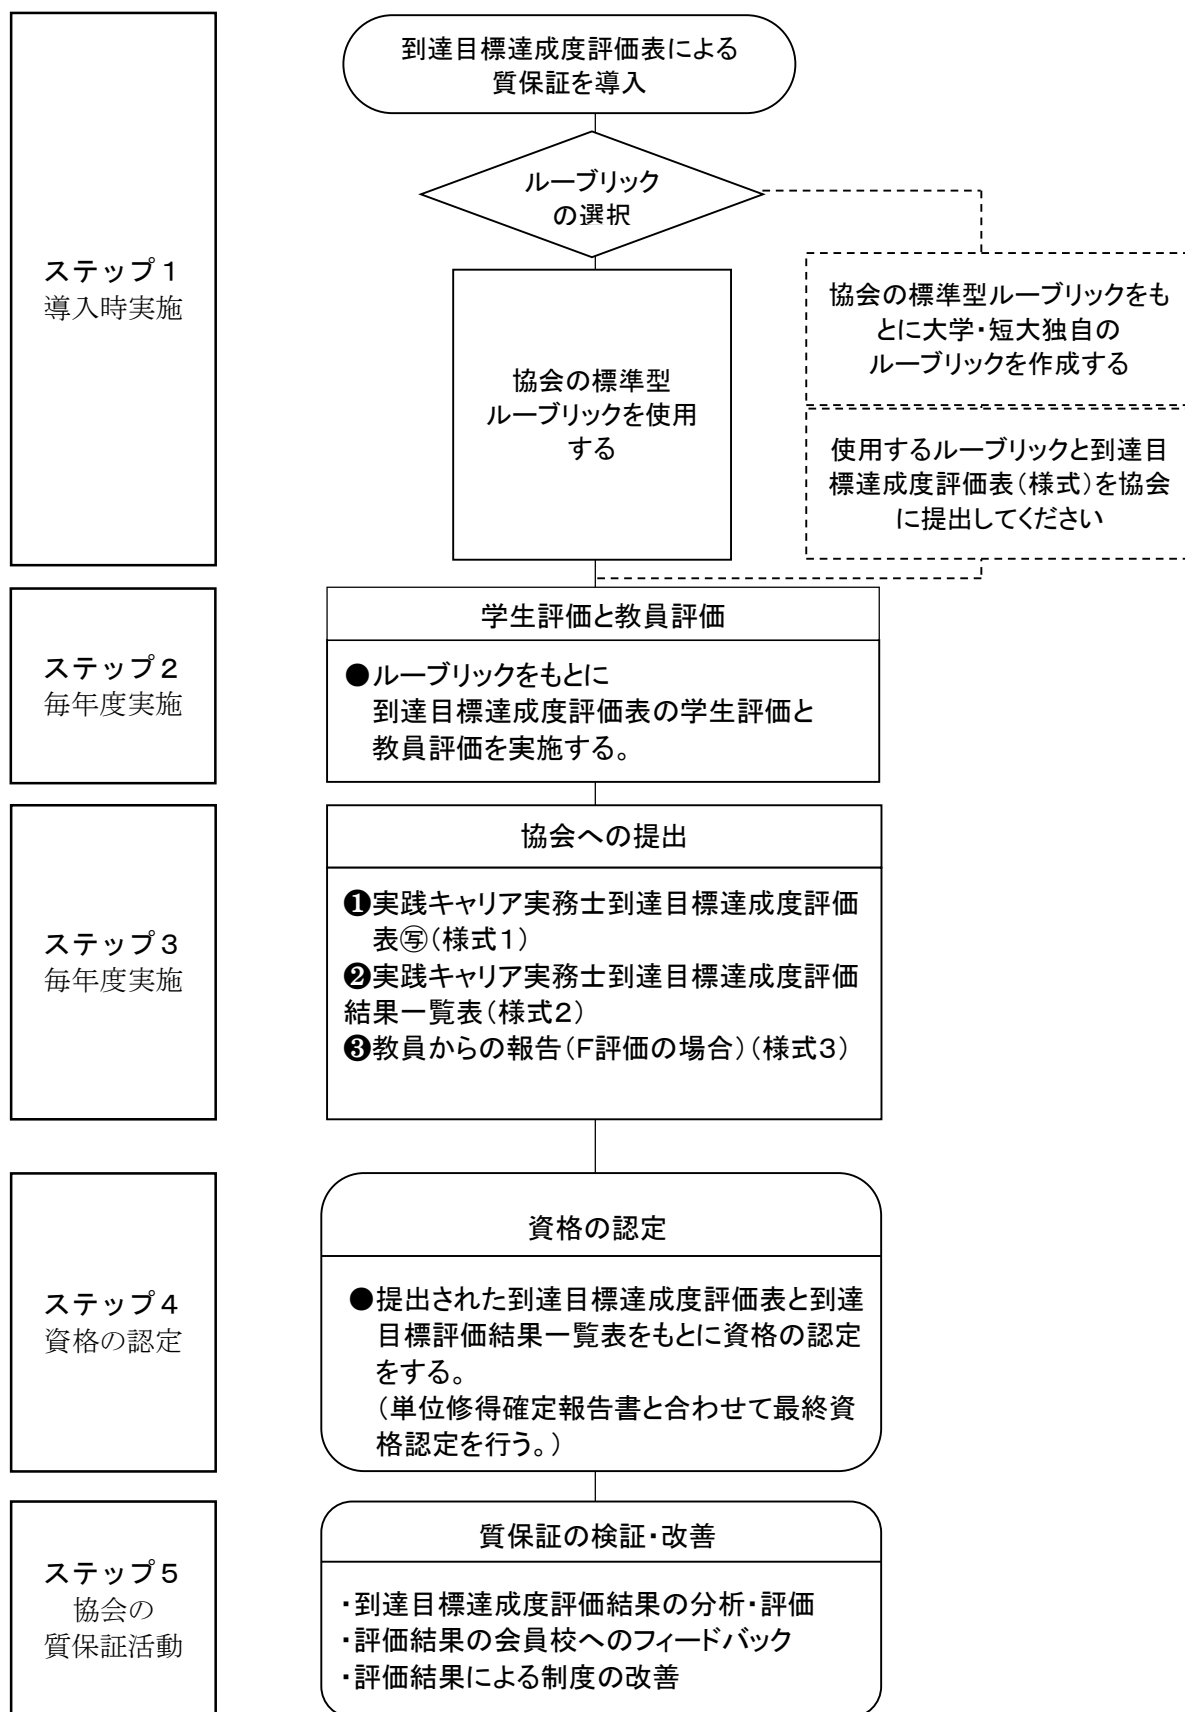 到達目標達成度評価表による
質保証を導入
ルーブリック
の選択
ステップ1
導入時実施
協会の標準型
ルーブリックを使用
する
協会の標準型ルーブリックをも
とに大学・短大独自の
ルーブリックを作成する
使用するルーブリックと到達目
標達成度評価表(様式)を協会
に提出してください
ステップ2
毎年度実施
学生評価と教員評価
●ルーブリックをもとに
到達目標達成度評価表の学生評価と
教員評価を実施する。
ステップ3
毎年度実施
協会への提出
❶実践キャリア実務士到達目標達成度評価
表㊢(様式1)
❷実践キャリア実務士到達目標達成度評価
結果一覧表(様式2)
❸教員からの報告(F評価の場合)(様式3)
ステップ4
資格の認定
資格の認定
●提出された到達目標達成度評価表と到達
目標評価結果一覧表をもとに資格の認定
をする。
(単位修得確定報告書と合わせて最終資
格認定を行う。)
ステップ5
協会の
質保証活動
質保証の検証・改善
・到達目標達成度評価結果の分析・評価
・評価結果の会員校へのフィードバック
・評価結果による制度の改善